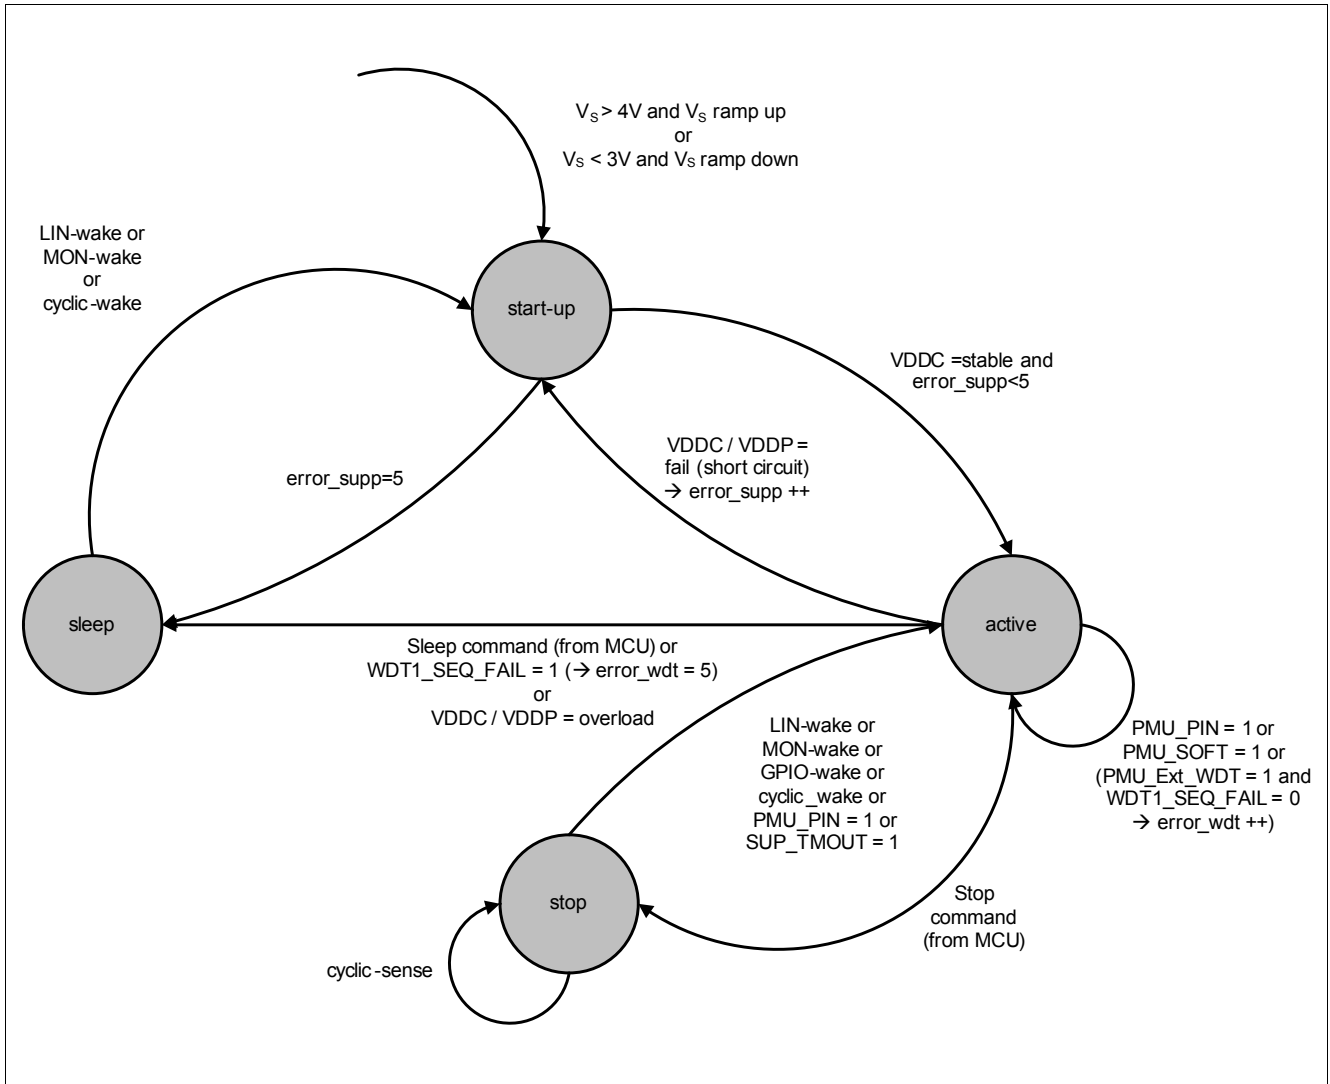 V_S > 4V and V_S ramp up
or
V_S < 3V and V_S ramp down
LIN-wake or
MON-wake
or
cyclic-wake
start-up
VDDC =stable and
error_supp<5
VDDC / VDDP =
fail (short circuit)
→ error_supp ++
error_supp=5
sleep
active
Sleep command (from MCU) or
WDT1_SEQ_FAIL = 1 (→ error_wdt = 5)
or
VDDC / VDDP = overload
LIN-wake or
MON-wake or
GPIO-wake or
cyclic_wake or
PMU_PIN = 1 or
SUP_TMOUT = 1
PMU_PIN = 1 or
PMU_SOFT = 1 or
(PMU_Ext_WDT = 1 and
WDT1_SEQ_FAIL = 0
→ error_wdt ++)
stop
Stop
command
(from MCU)
cyclic-sense